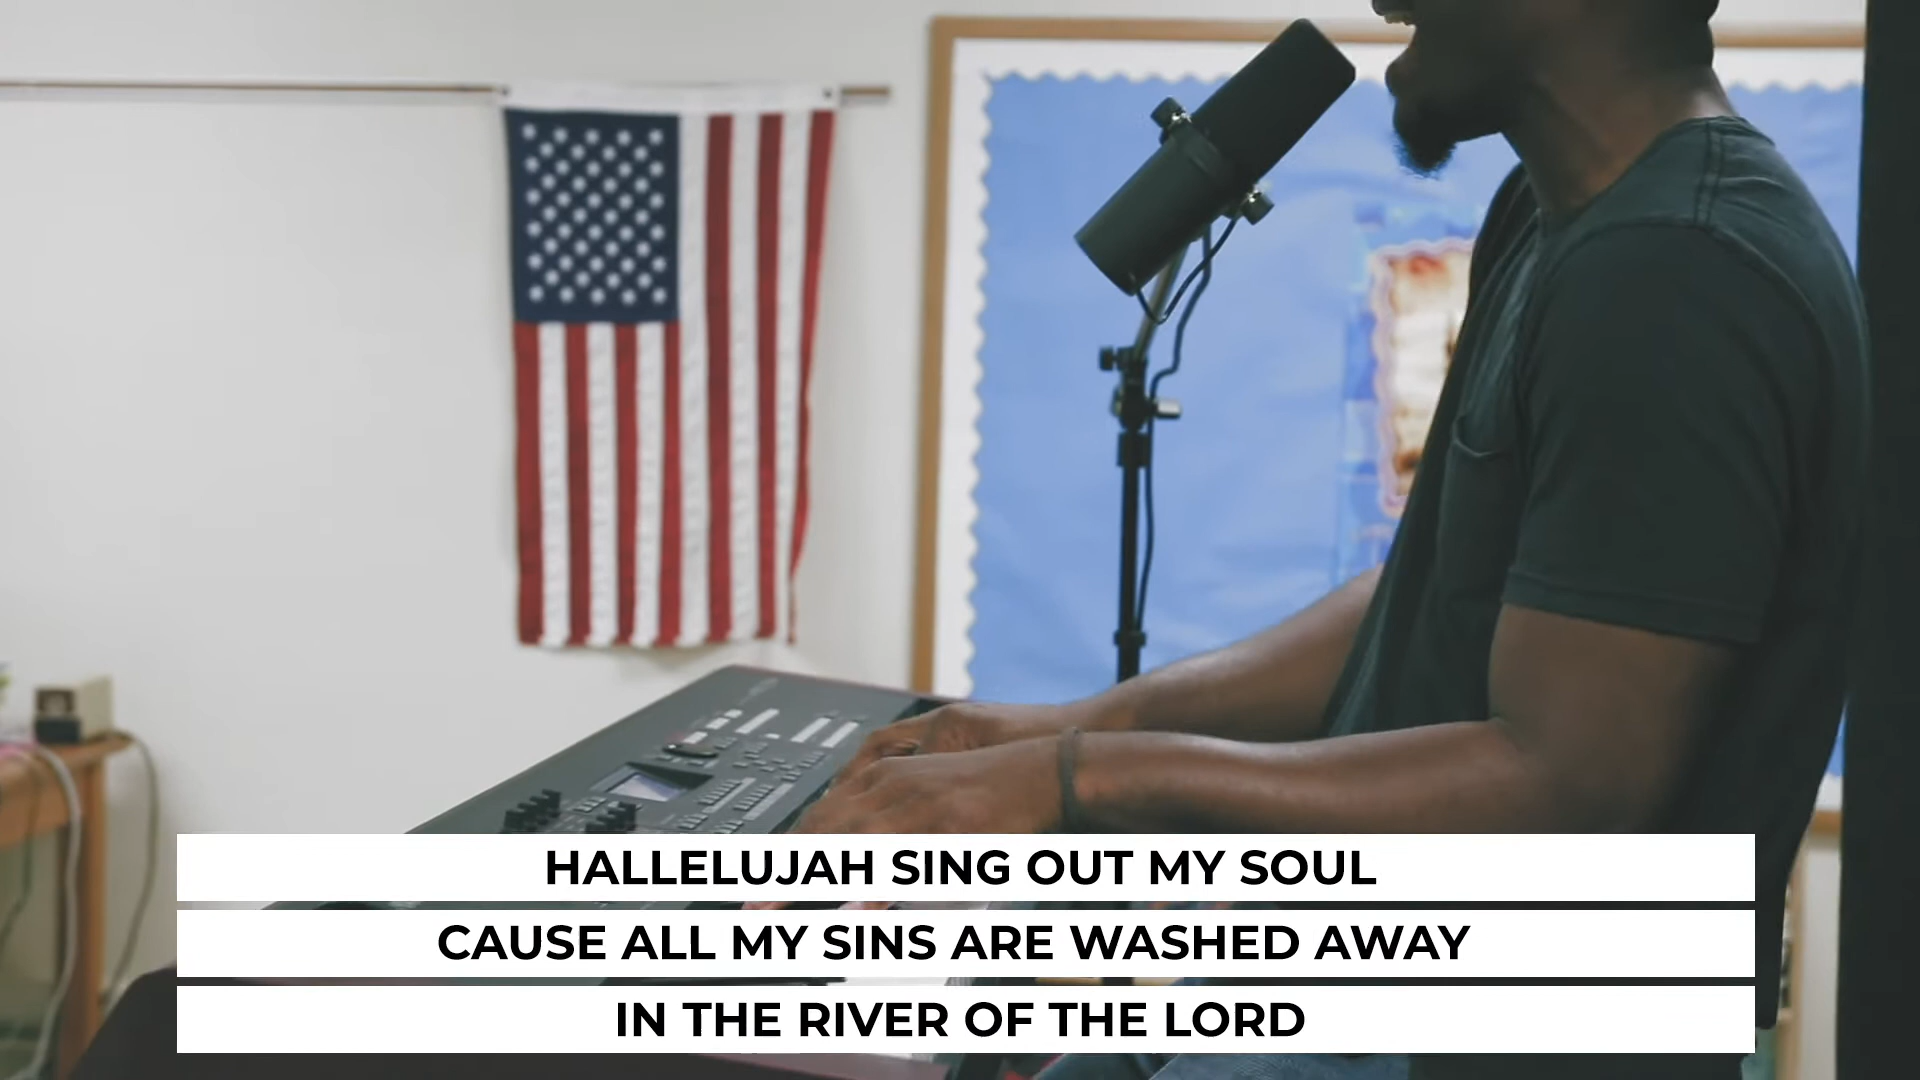 HALLELUJAH SING OUT MY SOUL
CAUSE ALL MY SINS ARE WASHED AWAY
IN THE RIVER OF THE LORD